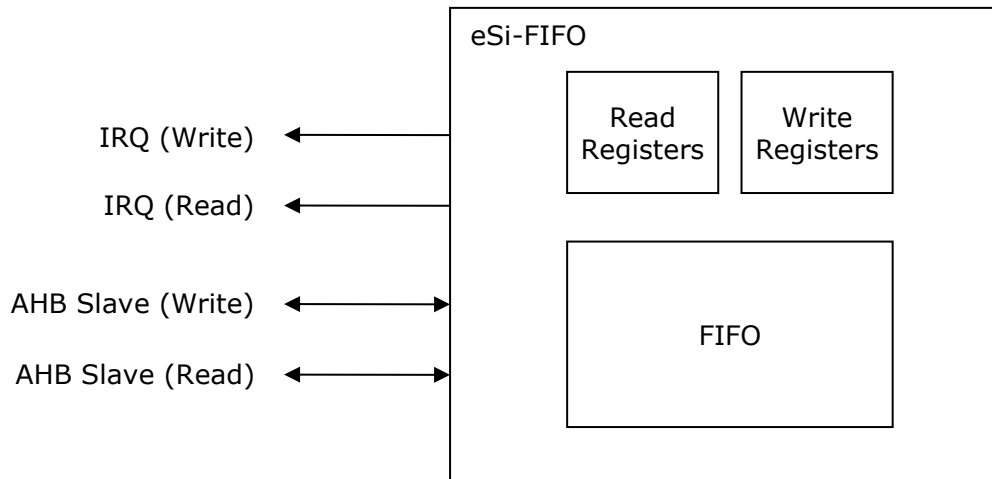 eSi-FIFO
Read
Registers
Write
Registers
IRQ (Write)
IRQ (Read)
AHB Slave (Write)
AHB Slave (Read)
FIFO